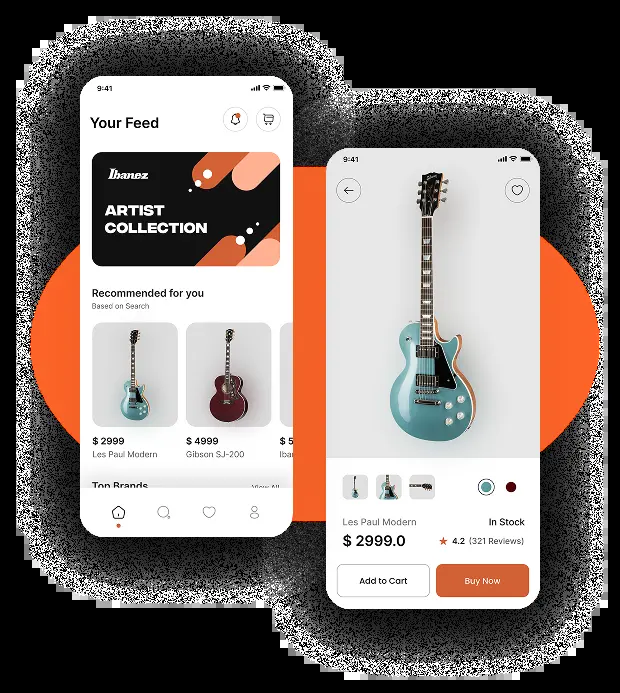 9:41
Your Feed
Ibanez
ARTIST
COLLECTION
Recommended for you
Based on Search
$ 2999
Les Paul Modern
$ 4999
Gibson SJ-200
$ 5
Iba
Top Brands
View All
9:41
Les Paul Modern
In Stock
$ 2999.0
4.2 (321 Reviews)
Add to Cart
Buy Now